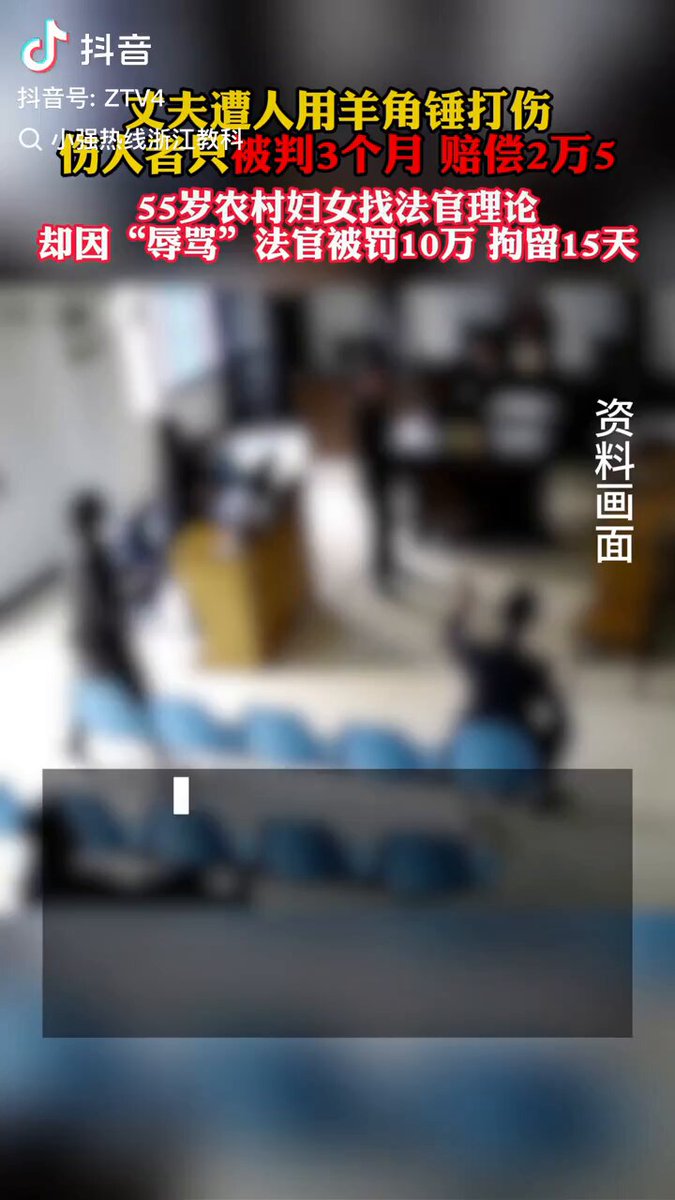 抖音
抖音号: ZTV4
小强热线浙江教科
丈夫遭人用羊角锤打伤
伤人者只被判3个月 赔偿2万5
55岁农村妇女找法官理论
却因“辱骂”法官被罚10万 拘留15天
资料画面